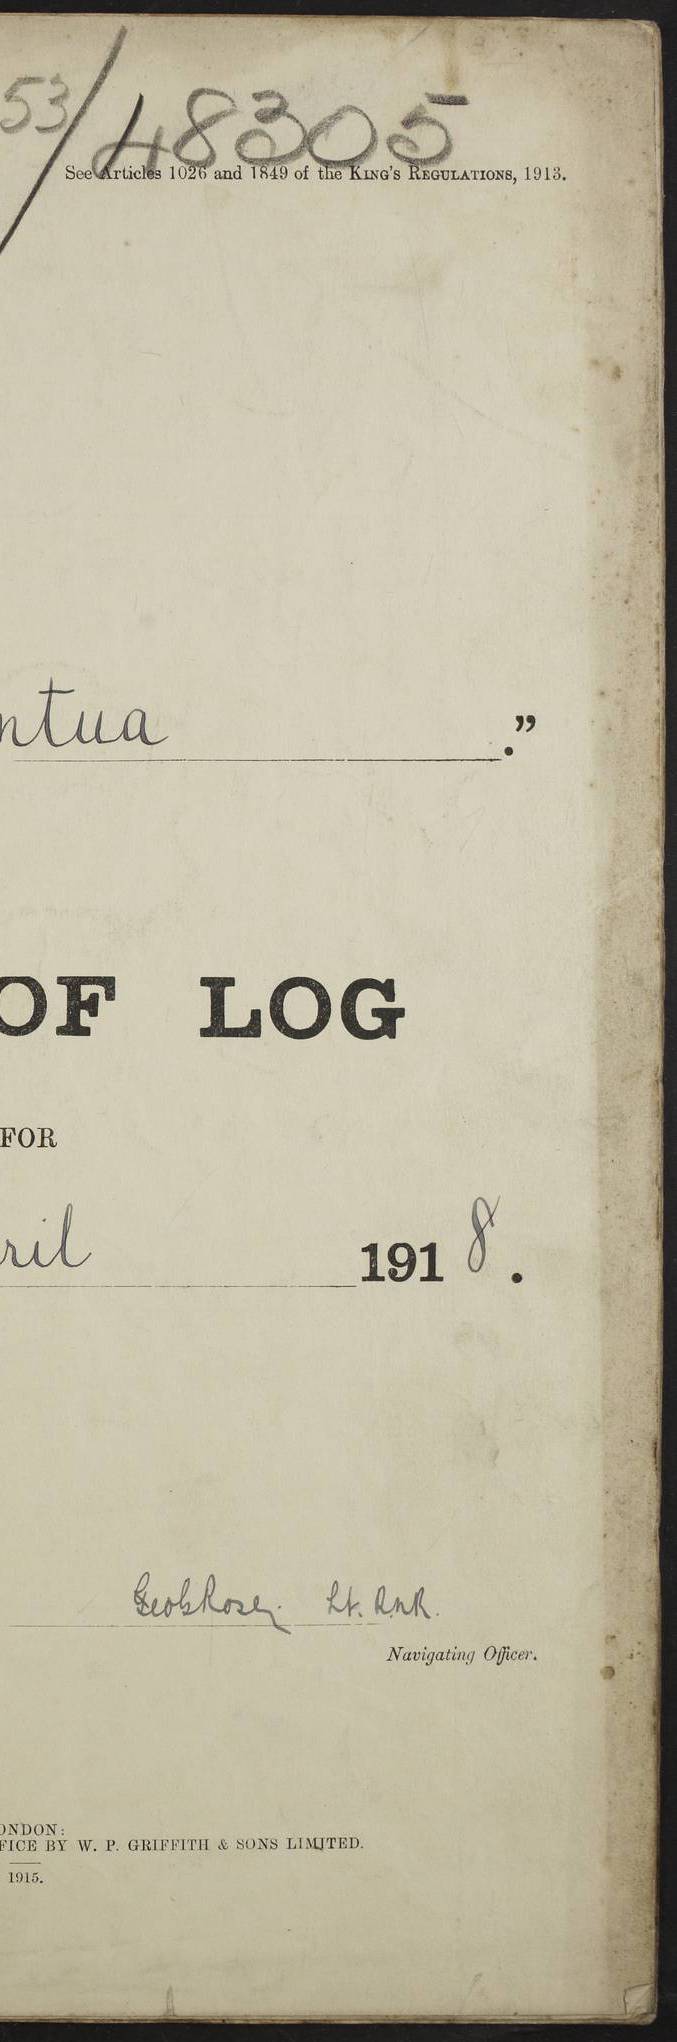 53/48305
See Articles 1026 and 1849 of the KING'S REGULATIONS, 1913.
ntua ."
OF LOG
FOR
ril 1918.
Lt. R.N.R.
Navigating Officer.
ONDON:
FICE BY W. P. GRIFFITH & SONS LIMITED.
1915.